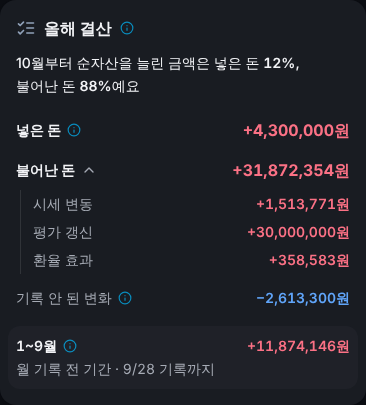 올해 결산
10월부터 순자산을 늘린 금액은 넣은 돈 12%,
불어난 돈 88%예요
넣은 돈 +4,300,000원
불어난 돈 +31,872,354원
시세 변동 +1,513,771원
평가 갱신 +30,000,000원
환율 효과 +358,583원
기록 안 된 변화 −2,613,300원
1~9월 +11,874,146원
월 기록 전 기간 · 9/28 기록까지